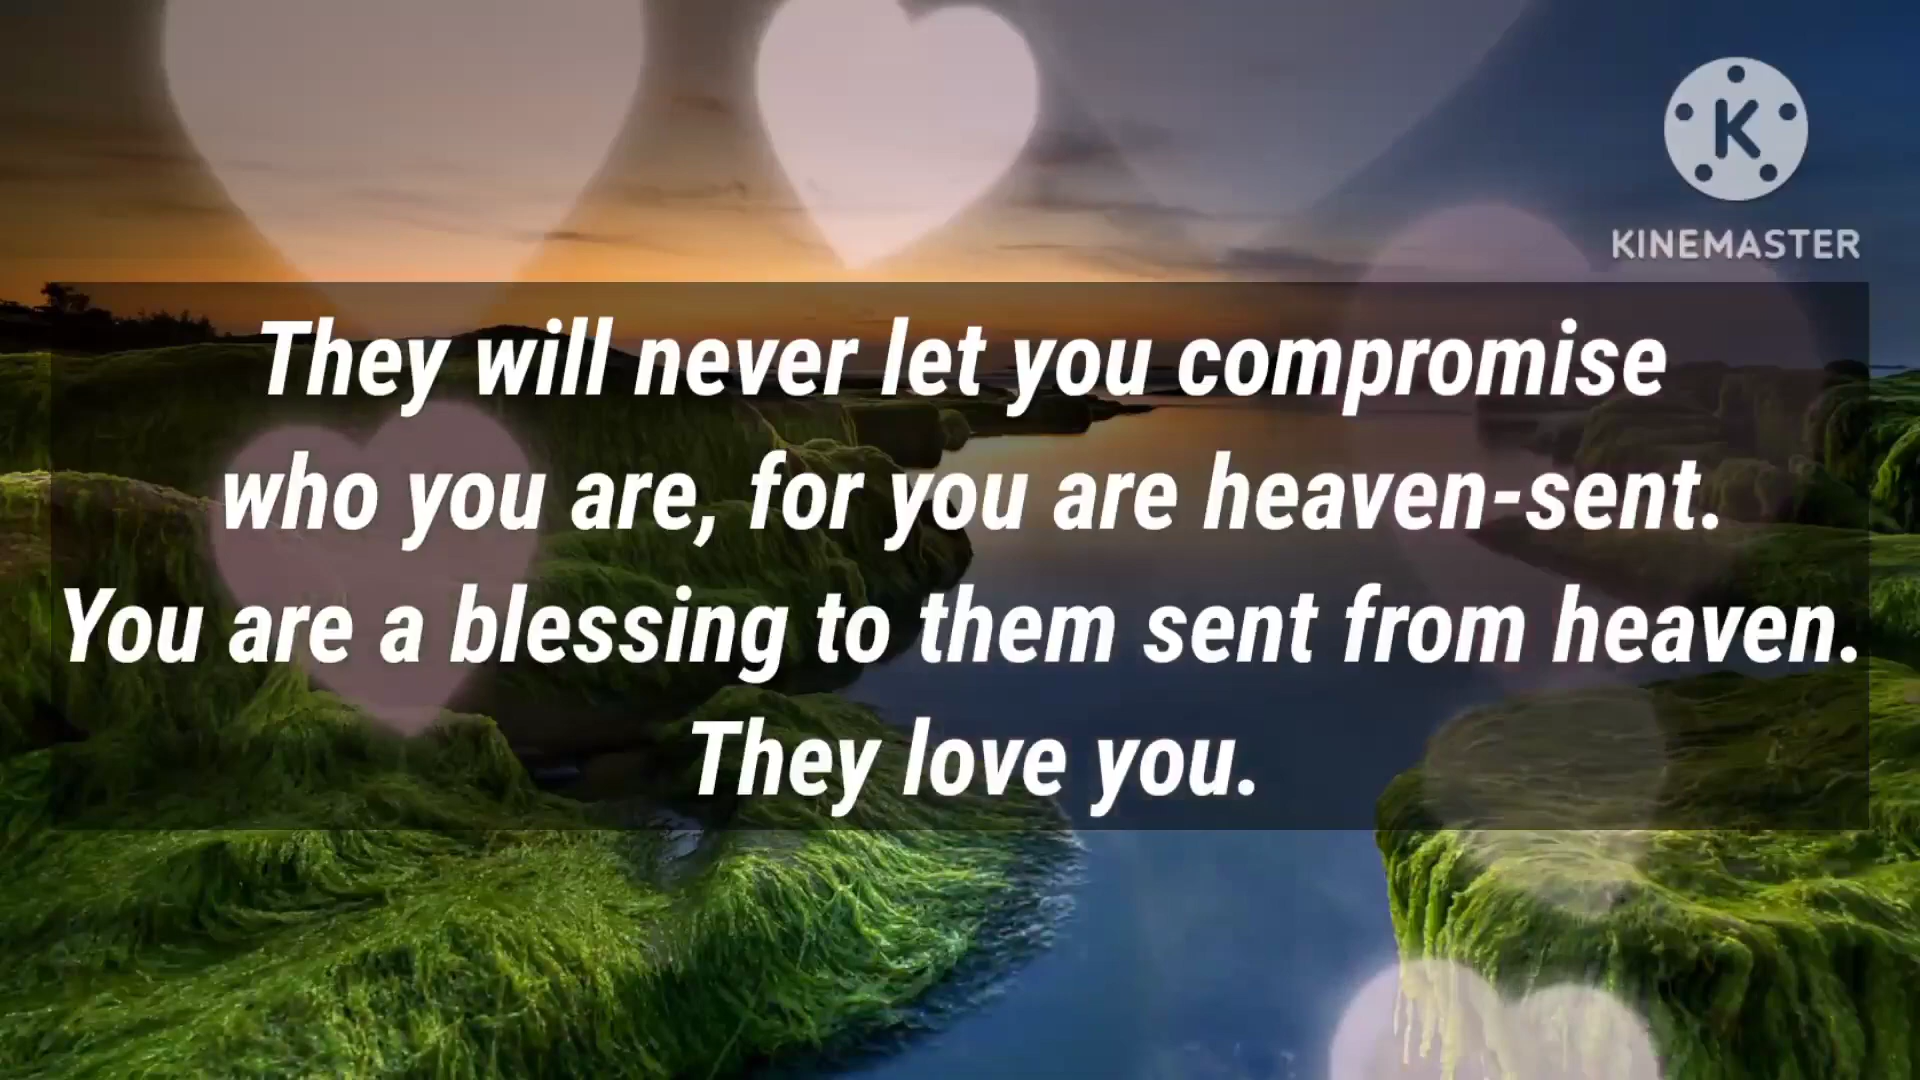 K
KINEMASTER
They will never let you compromise
who you are, for you are heaven-sent.
You are a blessing to them sent from heaven.
They love you.